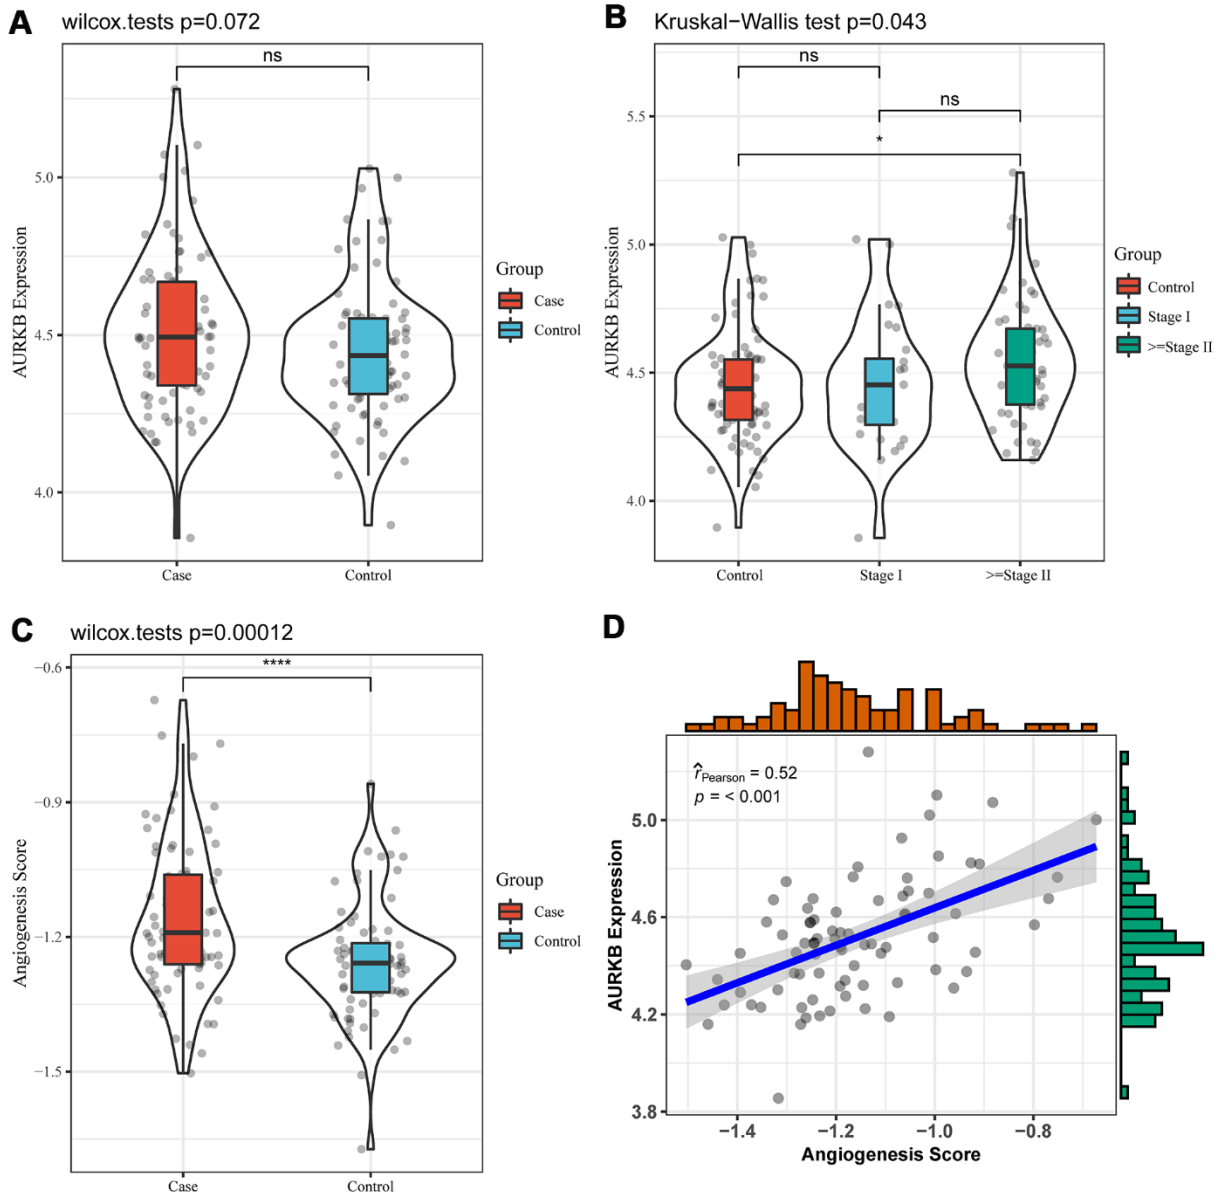 A wilcox.tests p=0.072
ns
5.0
4.5
4.0
AURKB Expression
Case
Control
Group
Case
Control
B Kruskal−Wallis test p=0.043
ns
ns
*
5.5
5.0
4.5
4.0
AURKB Expression
Control
Stage I
>=Stage II
Group
Control
Stage I
>=Stage II
C wilcox.tests p=0.00012
****
−0.6
−0.9
−1.2
−1.5
Angiogenesis Score
Case
Control
Group
Case
Control
D
r̂Pearson = 0.52
p = < 0.001
5.0
4.6
4.2
3.8
AURKB Expression
−1.4
−1.2
−1.0
−0.8
Angiogenesis Score